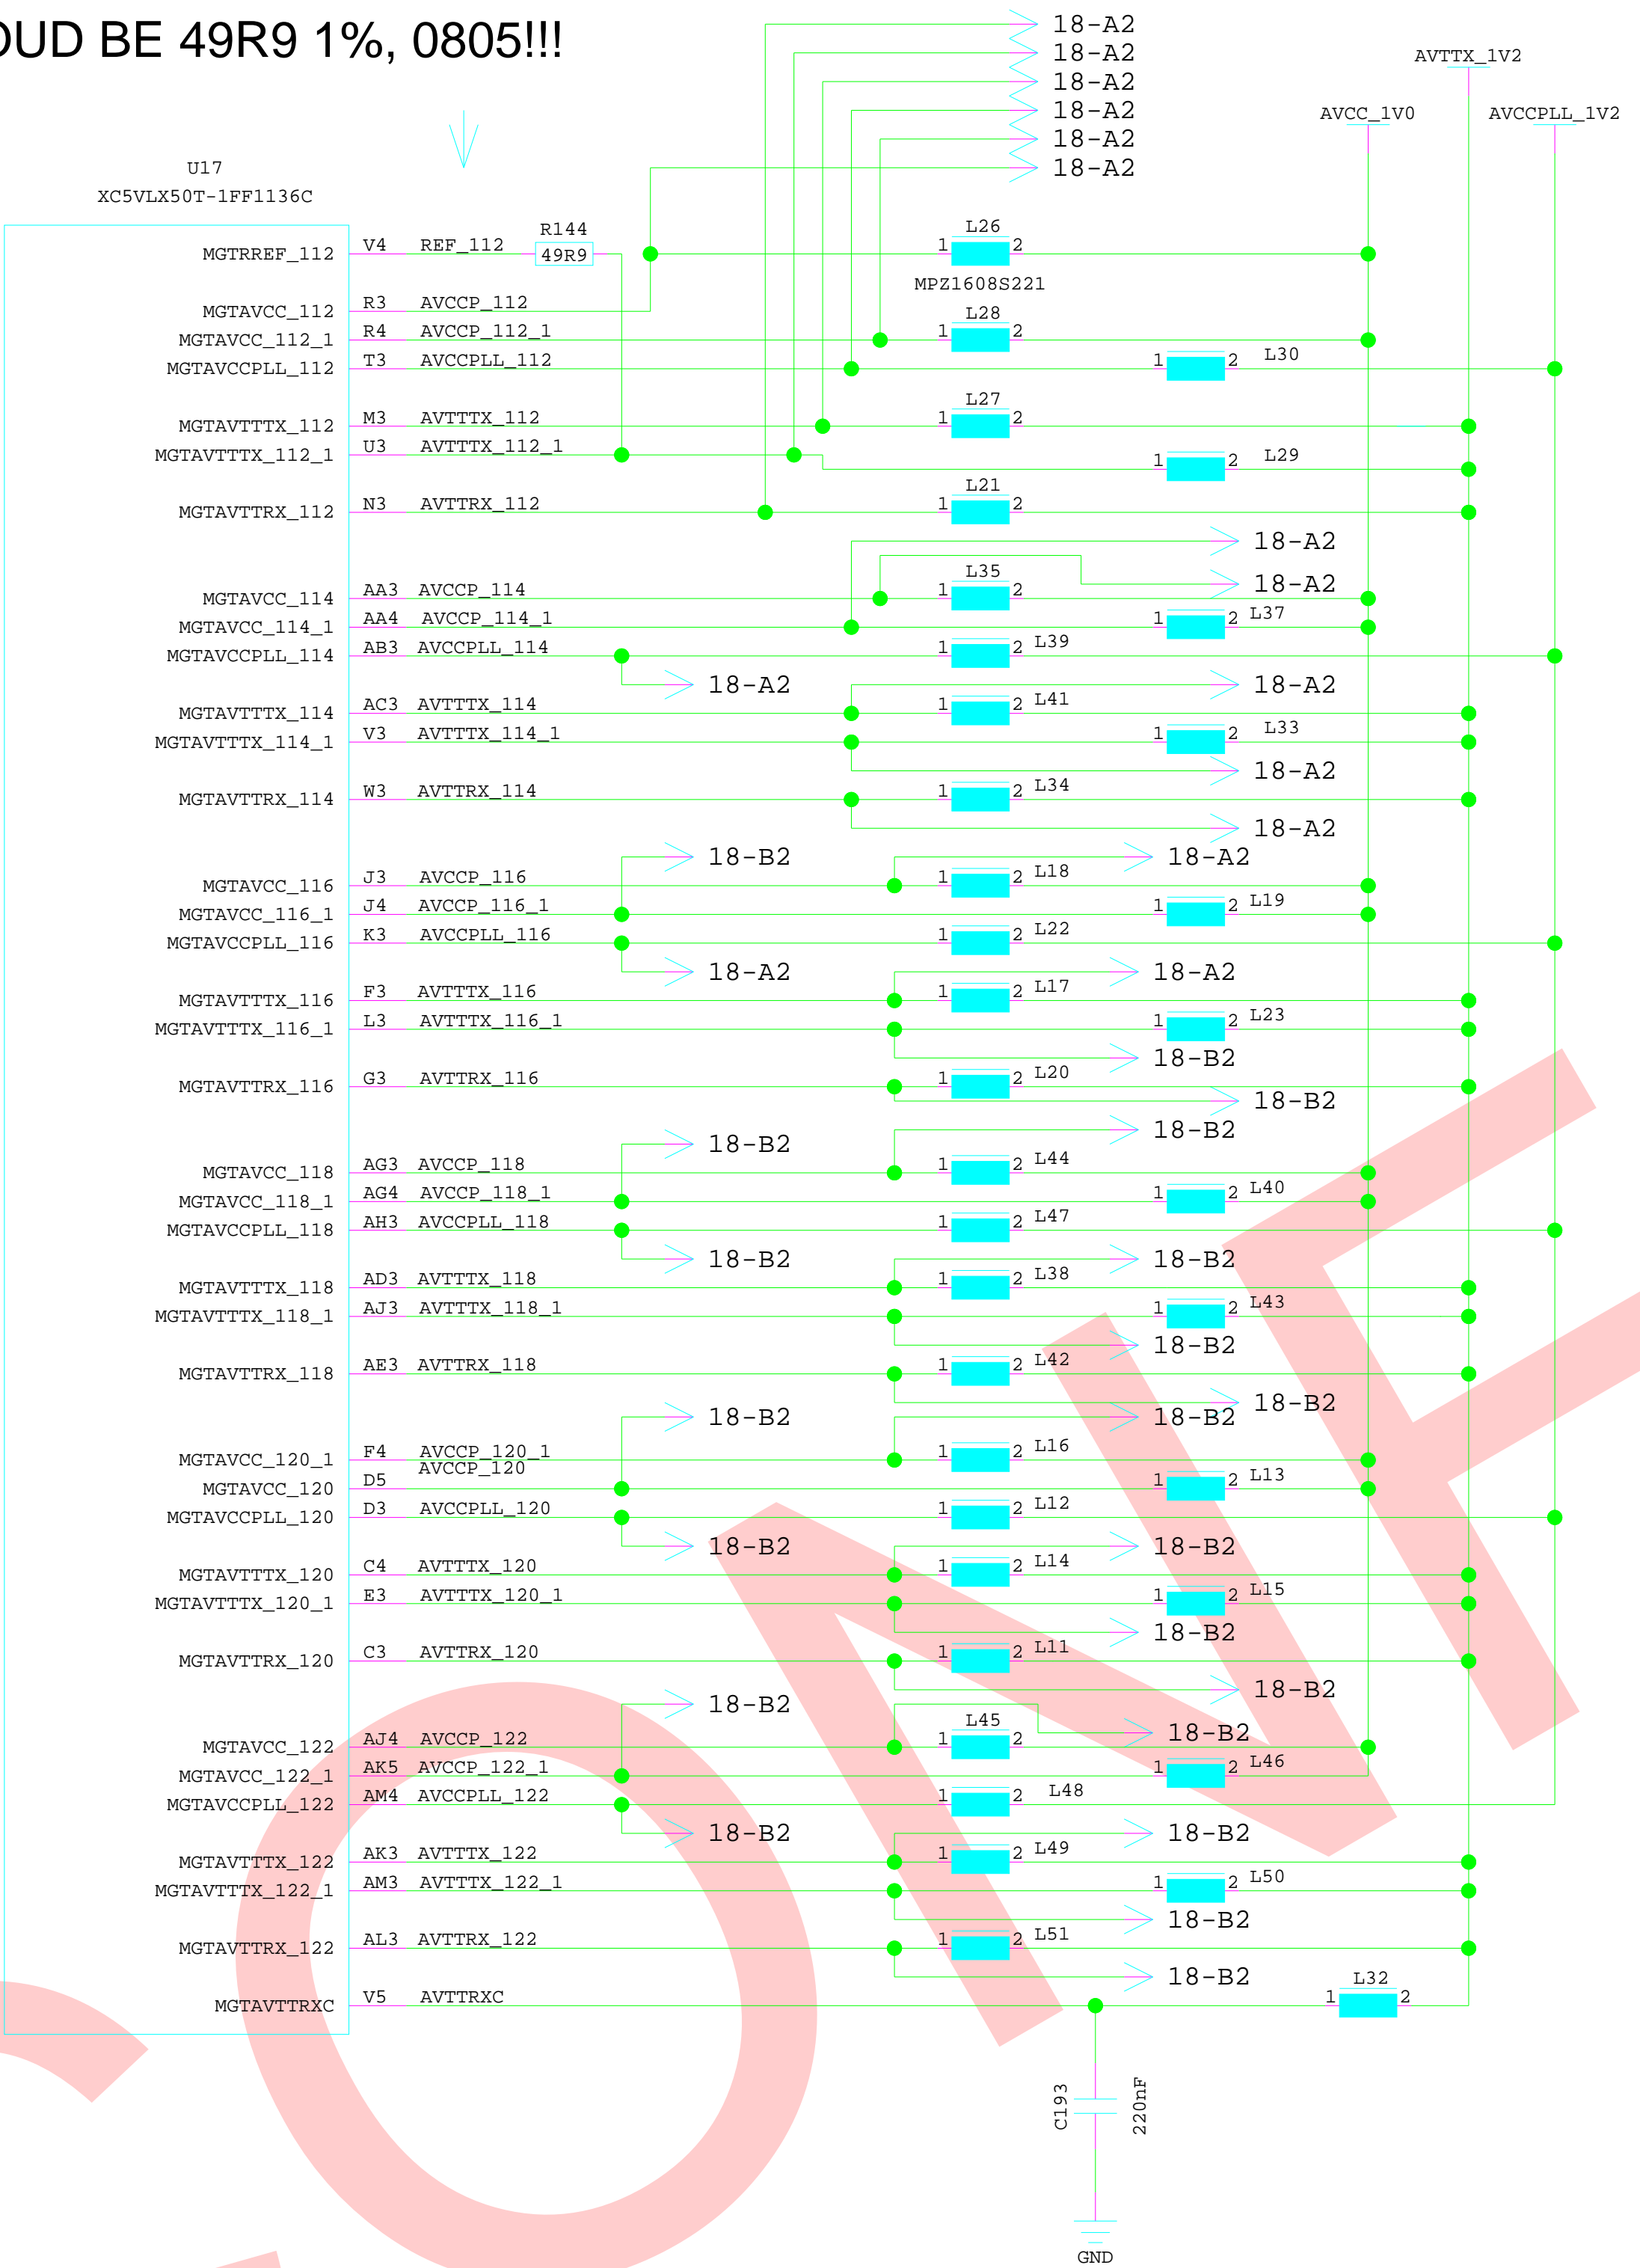 OUD BE 49R9 1%, 0805!!!
18-A2
18-A2
18-A2
18-A2
18-A2
18-A2
AVTTX_1V2
AVCC_1V0 AVCCPLL_1V2
U17
XC5VLX50T-1FF1136C
MGTRREF_112 V4 REF_112 R144 49R9 1 L26 2
MGTAVCC_112 R3 AVCCP_112 MPZ1608S221
MGTAVCC_112_1 R4 AVCCP_112_1 1 L28 2
MGTAVCCPLL_112 T3 AVCCPLL_112 1 2 L30
MGTAVTTTX_112 M3 AVTTTX_112 1 L27 2
MGTAVTTTX_112_1 U3 AVTTTX_112_1 1 2 L29
MGTAVTTRX_112 N3 AVTTRX_112 1 L21 2
18-A2
18-A2
MGTAVCC_114 AA3 AVCCP_114 1 L35 2
MGTAVCC_114_1 AA4 AVCCP_114_1 1 2 L37
MGTAVCCPLL_114 AB3 AVCCPLL_114 1 2 L39
18-A2 18-A2
MGTAVTTTX_114 AC3 AVTTTX_114 1 2 L41
MGTAVTTTX_114_1 V3 AVTTTX_114_1 1 2 L33
18-A2
MGTAVTTRX_114 W3 AVTTRX_114 1 2 L34
18-A2
18-B2 18-A2
MGTAVCC_116 J3 AVCCP_116 1 2 L18
MGTAVCC_116_1 J4 AVCCP_116_1 1 2 L19
MGTAVCCPLL_116 K3 AVCCPLL_116 1 2 L22
18-A2 18-A2
MGTAVTTTX_116 F3 AVTTTX_116 1 2 L17
MGTAVTTTX_116_1 L3 AVTTTX_116_1 1 2 L23
18-B2
MGTAVTTRX_116 G3 AVTTRX_116 1 2 L20
18-B2
18-B2 18-B2
MGTAVCC_118 AG3 AVCCP_118 1 2 L44
MGTAVCC_118_1 AG4 AVCCP_118_1 1 2 L40
MGTAVCCPLL_118 AH3 AVCCPLL_118 1 2 L47
18-B2 18-B2
MGTAVTTTX_118 AD3 AVTTTX_118 1 2 L38
MGTAVTTTX_118_1 AJ3 AVTTTX_118_1 1 2 L43
18-B2
MGTAVTTRX_118 AE3 AVTTRX_118 1 2 L42
18-B2
18-B2 18-B2
MGTAVCC_120_1 F4 AVCCP_120_1 1 2 L16
MGTAVCC_120 D5 AVCCP_120 1 2 L13
MGTAVCCPLL_120 D3 AVCCPLL_120 1 2 L12
18-B2 18-B2
MGTAVTTTX_120 C4 AVTTTX_120 1 2 L14
MGTAVTTTX_120_1 E3 AVTTTX_120_1 1 2 L15
18-B2
MGTAVTTRX_120 C3 AVTTRX_120 1 2 L11
18-B2
18-B2
18-B2
MGTAVCC_122 AJ4 AVCCP_122 1 L45 2
MGTAVCC_122_1 AK5 AVCCP_122_1 1 2 L46
MGTAVCCPLL_122 AM4 AVCCPLL_122 1 2 L48
18-B2 18-B2
MGTAVTTTX_122 AK3 AVTTTX_122 1 2 L49
MGTAVTTTX_122_1 AM3 AVTTTX_122_1 1 2 L50
18-B2
MGTAVTTRX_122 AL3 AVTTRX_122 1 2 L51
18-B2
MGTAVTTRXC V5 AVTTRXC 1 L32 2
C193 220nF
GND